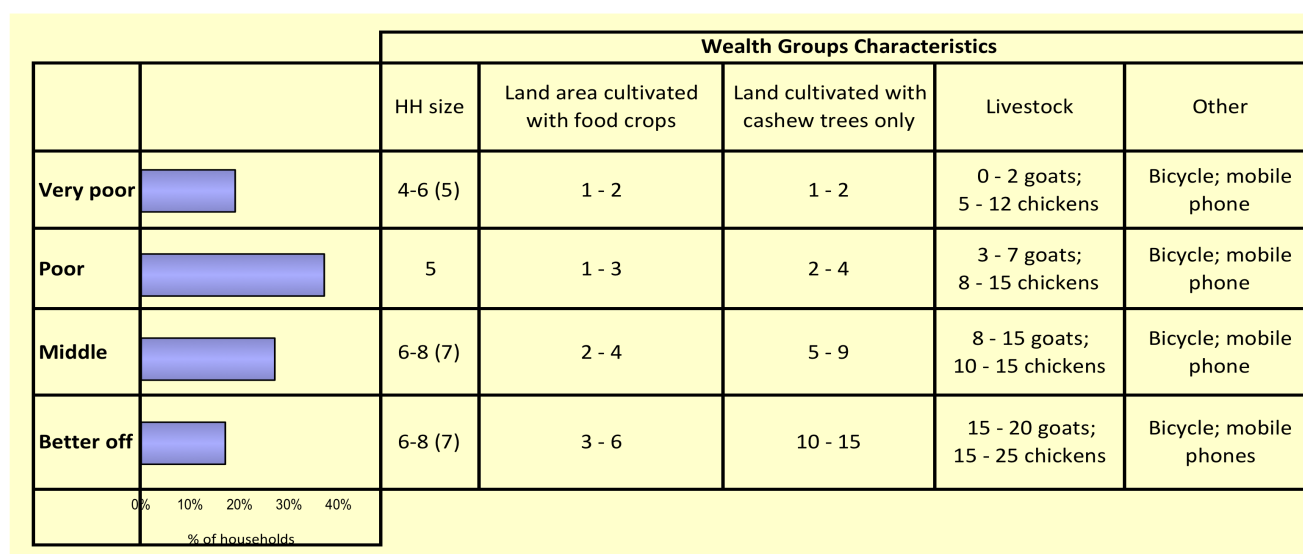 Wealth Groups Characteristics
HH size
Land area cultivated
with food crops
Land cultivated with
cashew trees only
Livestock
Other
Very poor
4-6 (5)
1 - 2
1 - 2
0 - 2 goats;
5 - 12 chickens
Bicycle; mobile
phone
Poor
5
1 - 3
2 - 4
3 - 7 goats;
8 - 15 chickens
Bicycle; mobile
phone
Middle
6-8 (7)
2 - 4
5 - 9
8 - 15 goats;
10 - 15 chickens
Bicycle; mobile
phone
Better off
6-8 (7)
3 - 6
10 - 15
15 - 20 goats;
15 - 25 chickens
Bicycle; mobile
phones
0% 10% 20% 30% 40%
% of households